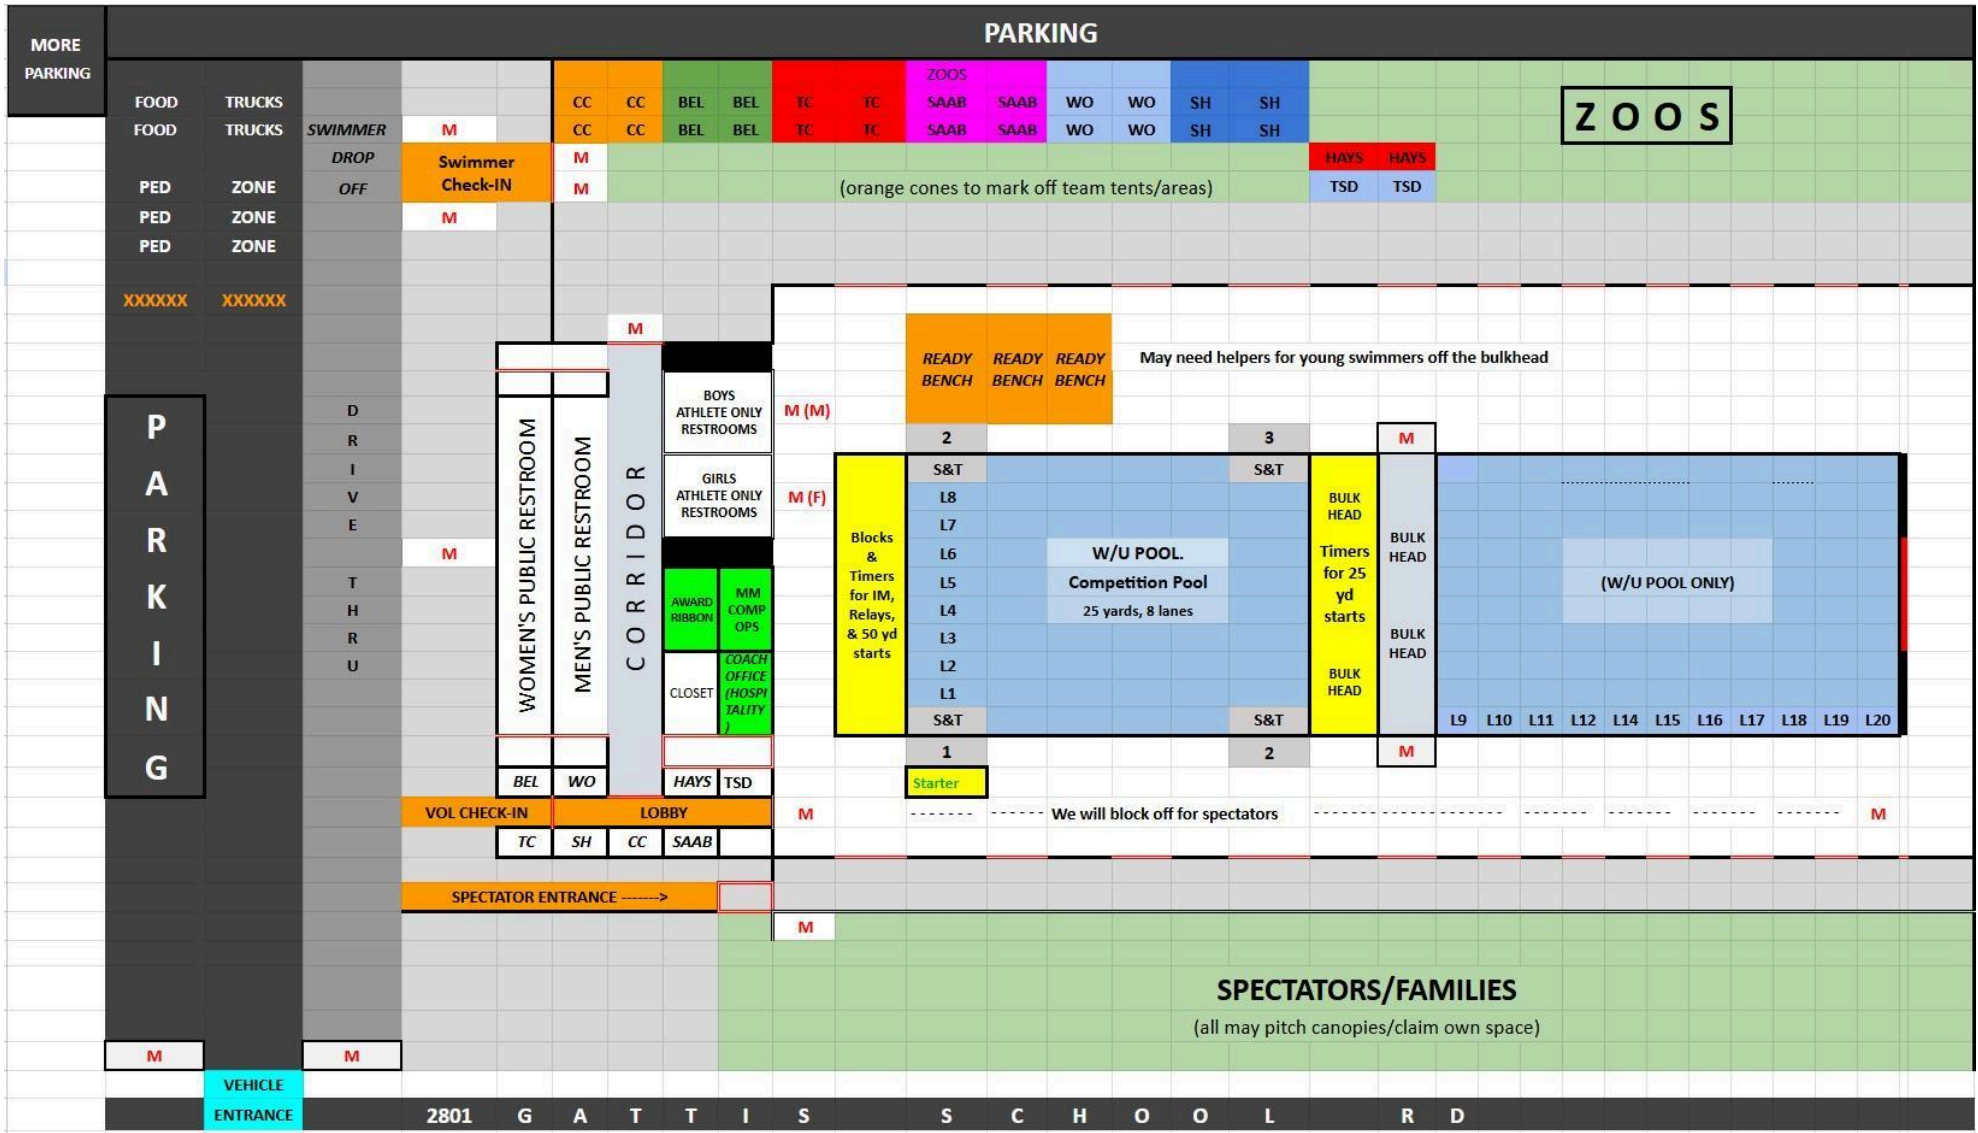 PARKING
MORE
PARKING
ZOOS
FOOD TRUCKS CC CC BEL BEL TC TC SAAB SAAB WO WO SH SH
FOOD TRUCKS SWIMMER M CC CC BEL BEL TC TC SAAB SAAB WO WO SH SH
Z O O S
DROP M HAYS HAYS
Swimmer
Check-IN
PED ZONE OFF M (orange cones to mark off team tents/areas) TSD TSD
PED ZONE M
PED ZONE
XXXXXX XXXXXX
M
READY BENCH
READY BENCH
READY BENCH
May need helpers for young swimmers off the bulkhead
BOYS
ATHLETE ONLY
RESTROOMS
M (M)
GIRLS
ATHLETE ONLY
RESTROOMS
M (F)
PARKING
DRIVE
THRU
M
WOMEN'S PUBLIC RESTROOM
MEN'S PUBLIC RESTROOM
CORRIDOR
AWARD
RIBBON
MM
COMP
OPS
CLOSET
COACH
OFFICE
(HOSPI
TALITY
)
Blocks
&
Timers
for IM,
Relays,
& 50 yd
starts
2 3 M
S&T S&T
L8
L7
L6
L5
L4
L3
L2
L1
S&T S&T
W/U POOL.
Competition Pool
25 yards, 8 lanes
BULK
HEAD
Timers
for 25
yd
starts
BULK
HEAD
BULK
HEAD
BULK
HEAD
(W/U POOL ONLY)
L9 L10 L11 L12 L14 L15 L16 L17 L18 L19 L20
1 2 M
BEL WO HAYS TSD
Starter
VOL CHECK-IN LOBBY M ------- ------ We will block off for spectators -------------- ------ ------ ------ ------ M
TC SH CC SAAB
SPECTATOR ENTRANCE ------->
M
SPECTATORS/FAMILIES
(all may pitch canopies/claim own space)
M M
VEHICLE
ENTRANCE
2801 G A T T I S S C H O O L R D